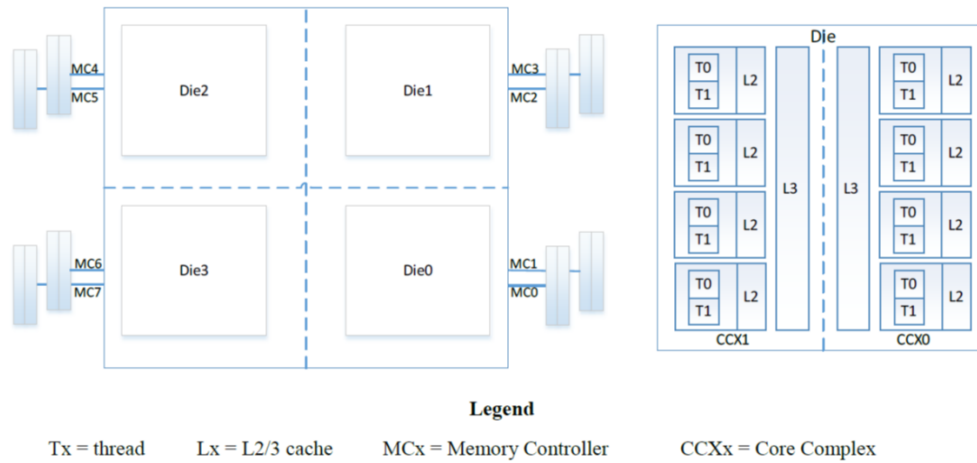 MC4
MC5
Die2
Die1
MC3
MC2
MC6
MC7
Die3
Die0
MC1
MC0
Die
T0
T1
L2
T0
T1
L2
T0
T1
L2
T0
T1
L2
L3
CCX1
L3
T0
T1
L2
T0
T1
L2
T0
T1
L2
T0
T1
L2
CCX0
Legend
Tx = thread Lx = L2/3 cache MCx = Memory Controller CCXx = Core Complex